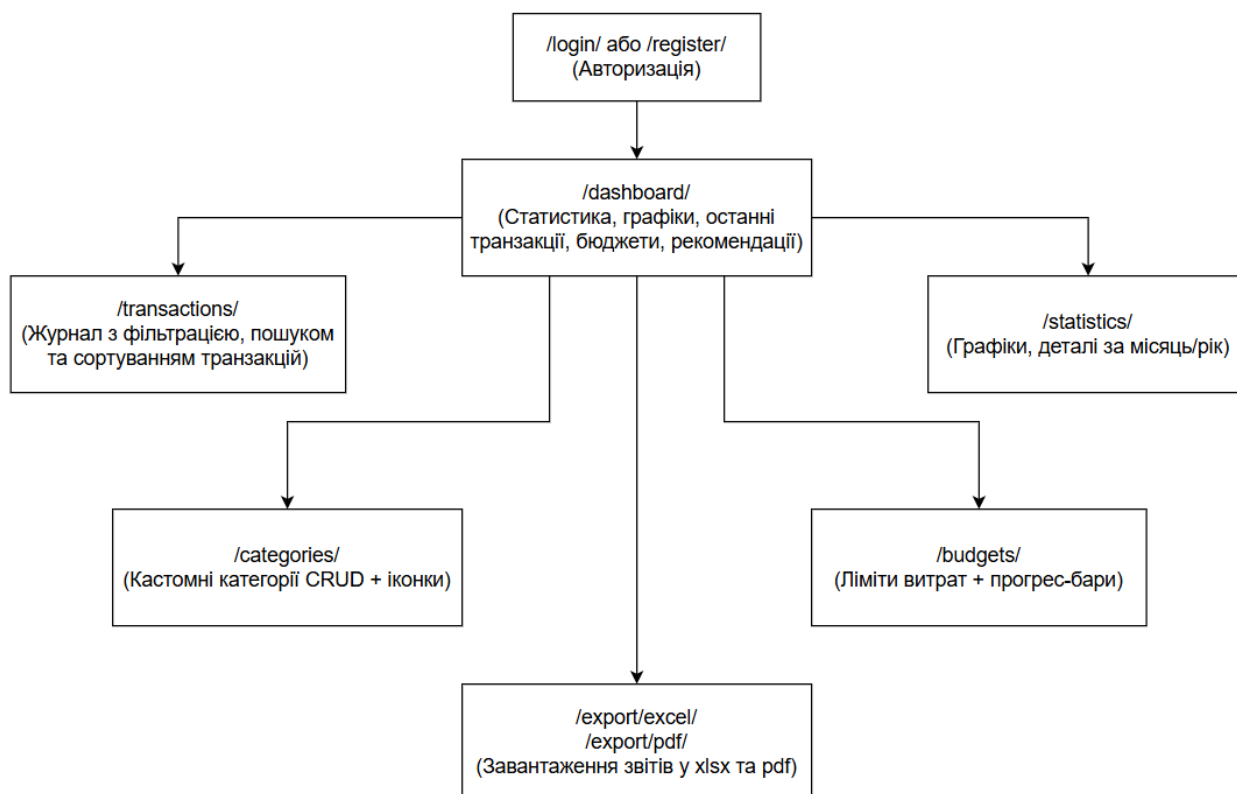 /login/ або /register/
(Авторизація)
/dashboard/
(Статистика, графіки, останні
транзакції, бюджети, рекомендації)
/transactions/
(Журнал з фільтрацією, пошуком
та сортуванням транзакцій)
/statistics/
(Графіки, деталі за місяць/рік)
/categories/
(Кастомні категорії CRUD + іконки)
/budgets/
(Ліміти витрат + прогрес-бари)
/export/excel/
/export/pdf/
(Завантаження звітів у xlsx та pdf)